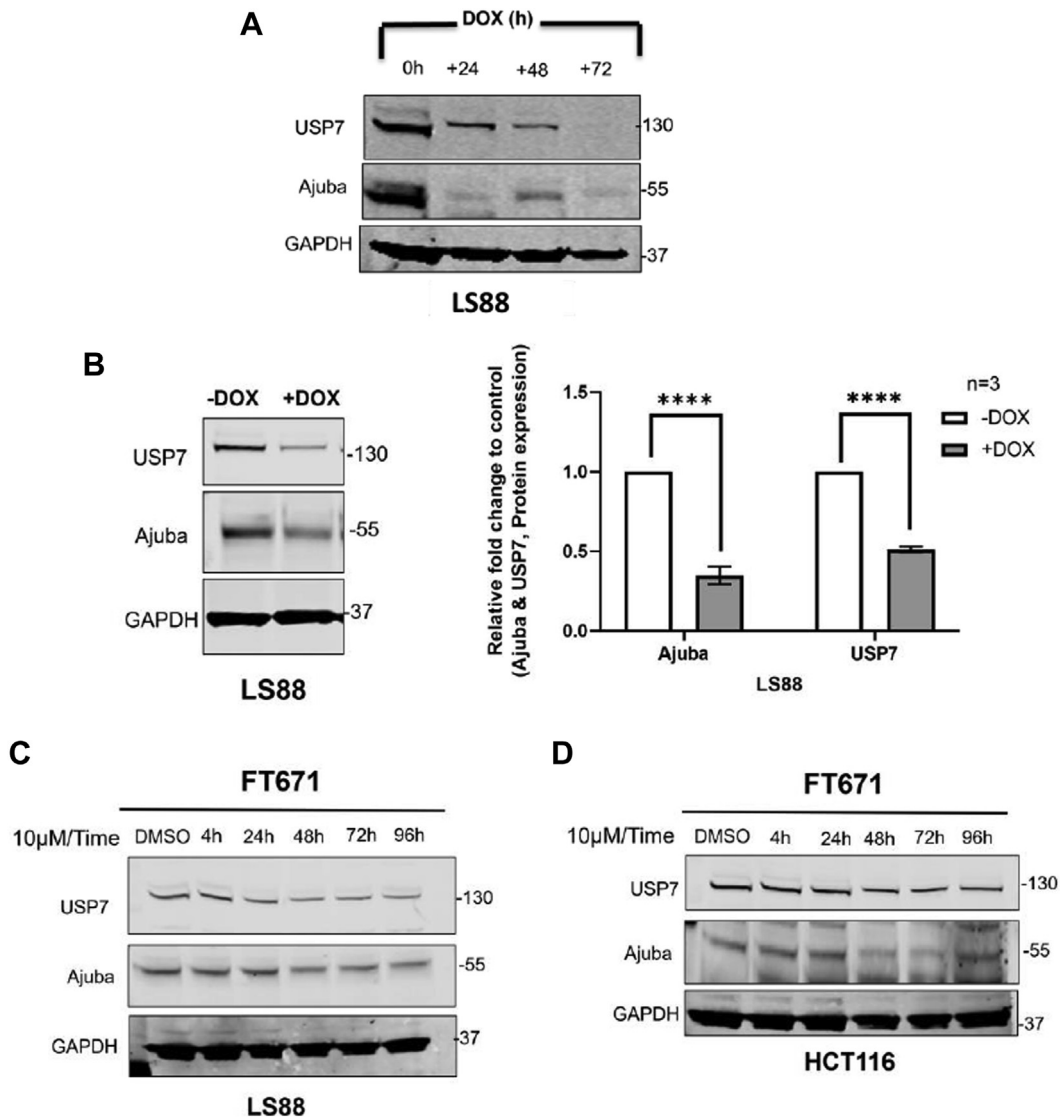 A
DOX (h)
0h +24 +48 +72
USP7 -130
Ajuba -55
GAPDH -37
LS88
B
-DOX +DOX
USP7 -130
Ajuba -55
GAPDH -37
LS88
Relative fold change to control
(Ajuba & USP7, Protein expression)
1.5
1.0
0.5
0.0
**** ****
n=3
-DOX
+DOX
Ajuba USP7
LS88
C
FT671
10µM/Time DMSO 4h 24h 48h 72h 96h
USP7 -130
Ajuba -55
GAPDH -37
LS88
D
FT671
10µM/Time DMSO 4h 24h 48h 72h 96h
USP7 -130
Ajuba -55
GAPDH -37
HCT116